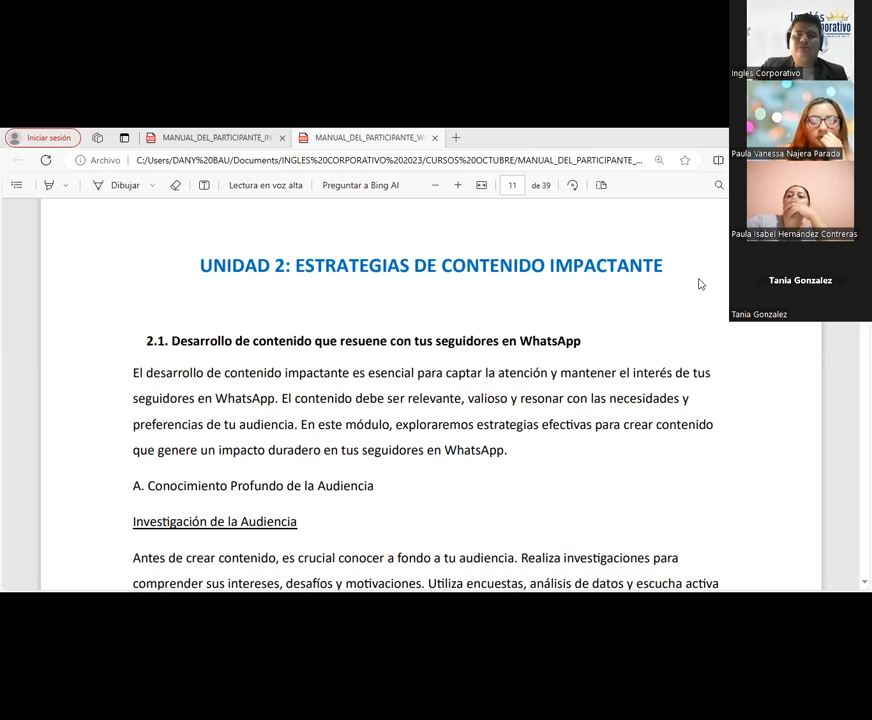 Iniciar sesión
MANUAL_DEL_PARTICIPANTE_IN
MANUAL_DEL_PARTICIPANTE_W
Archivo
C:/Users/DANY%20BAU/Documents/INGLES%20CORPORATIVO%202023/CURSOS%20OCTUBRE/MANUAL_DEL_PARTICIPANTE_...
Dibujar
Lectura en voz alta
Preguntar a Bing AI
11 de 39
UNIDAD 2: ESTRATEGIAS DE CONTENIDO IMPACTANTE
2.1. Desarrollo de contenido que resuene con tus seguidores en WhatsApp
El desarrollo de contenido impactante es esencial para captar la atención y mantener el interés de tus
seguidores en WhatsApp. El contenido debe ser relevante, valioso y resonar con las necesidades y
preferencias de tu audiencia. En este módulo, exploraremos estrategias efectivas para crear contenido
que genere un impacto duradero en tus seguidores en WhatsApp.
A. Conocimiento Profundo de la Audiencia
Investigación de la Audiencia
Antes de crear contenido, es crucial conocer a fondo a tu audiencia. Realiza investigaciones para
comprender sus intereses, desafíos y motivaciones. Utiliza encuestas, análisis de datos y escucha activa
Ingles Corporativo
Paula Vanessa Najera Parada
Paula Isabel Hernández Contreras
Tania Gonzalez
Tania Gonzalez